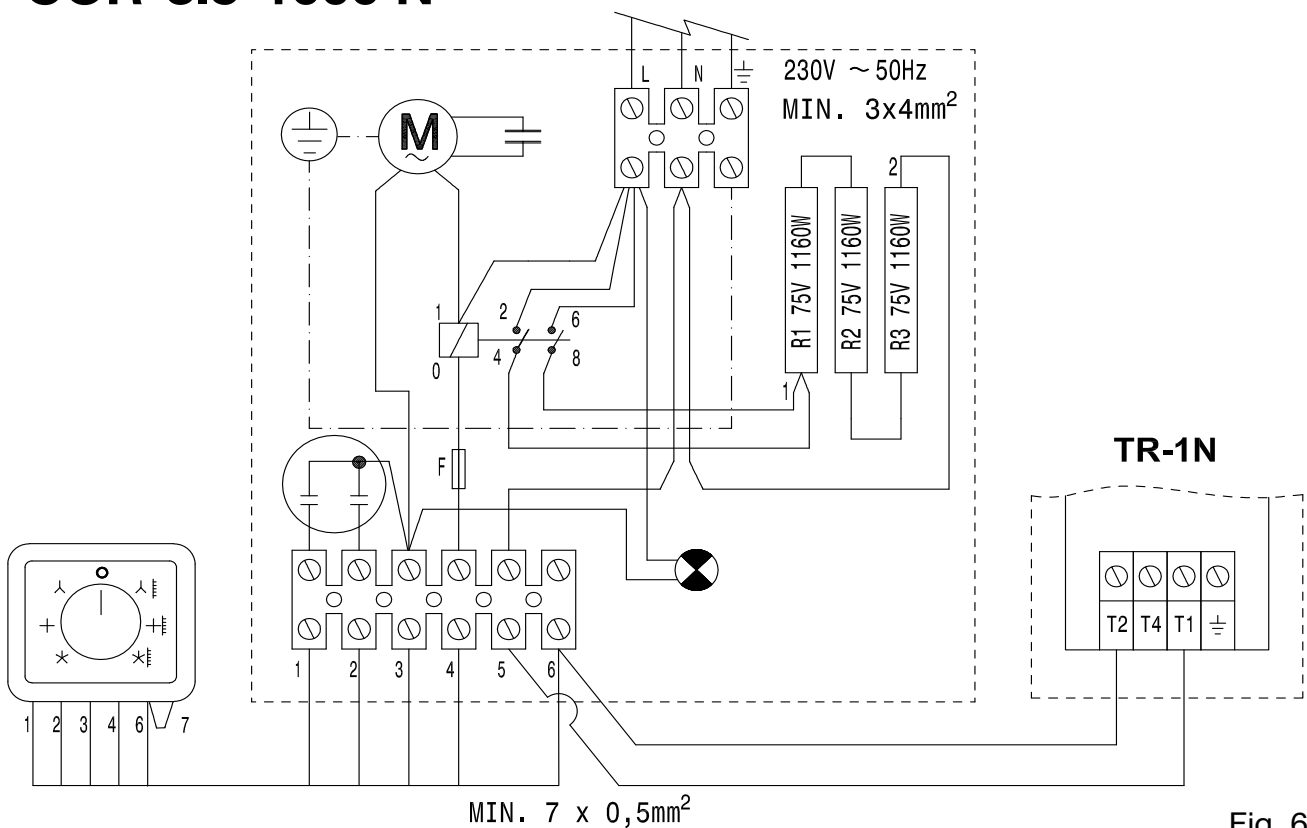 N
L N
230V ~ 50Hz
MIN. 3x4mm²
M
~
2
R1 75V 1160W
R2 75V 1160W
R3 75V 1160W
1
2
6
0
4
8
1
F
TR-1N
T2 T4 T1
1 2 3 4 5 6
1 2 3 4 6 7
MIN. 7 x 0,5mm²
Fig. 6